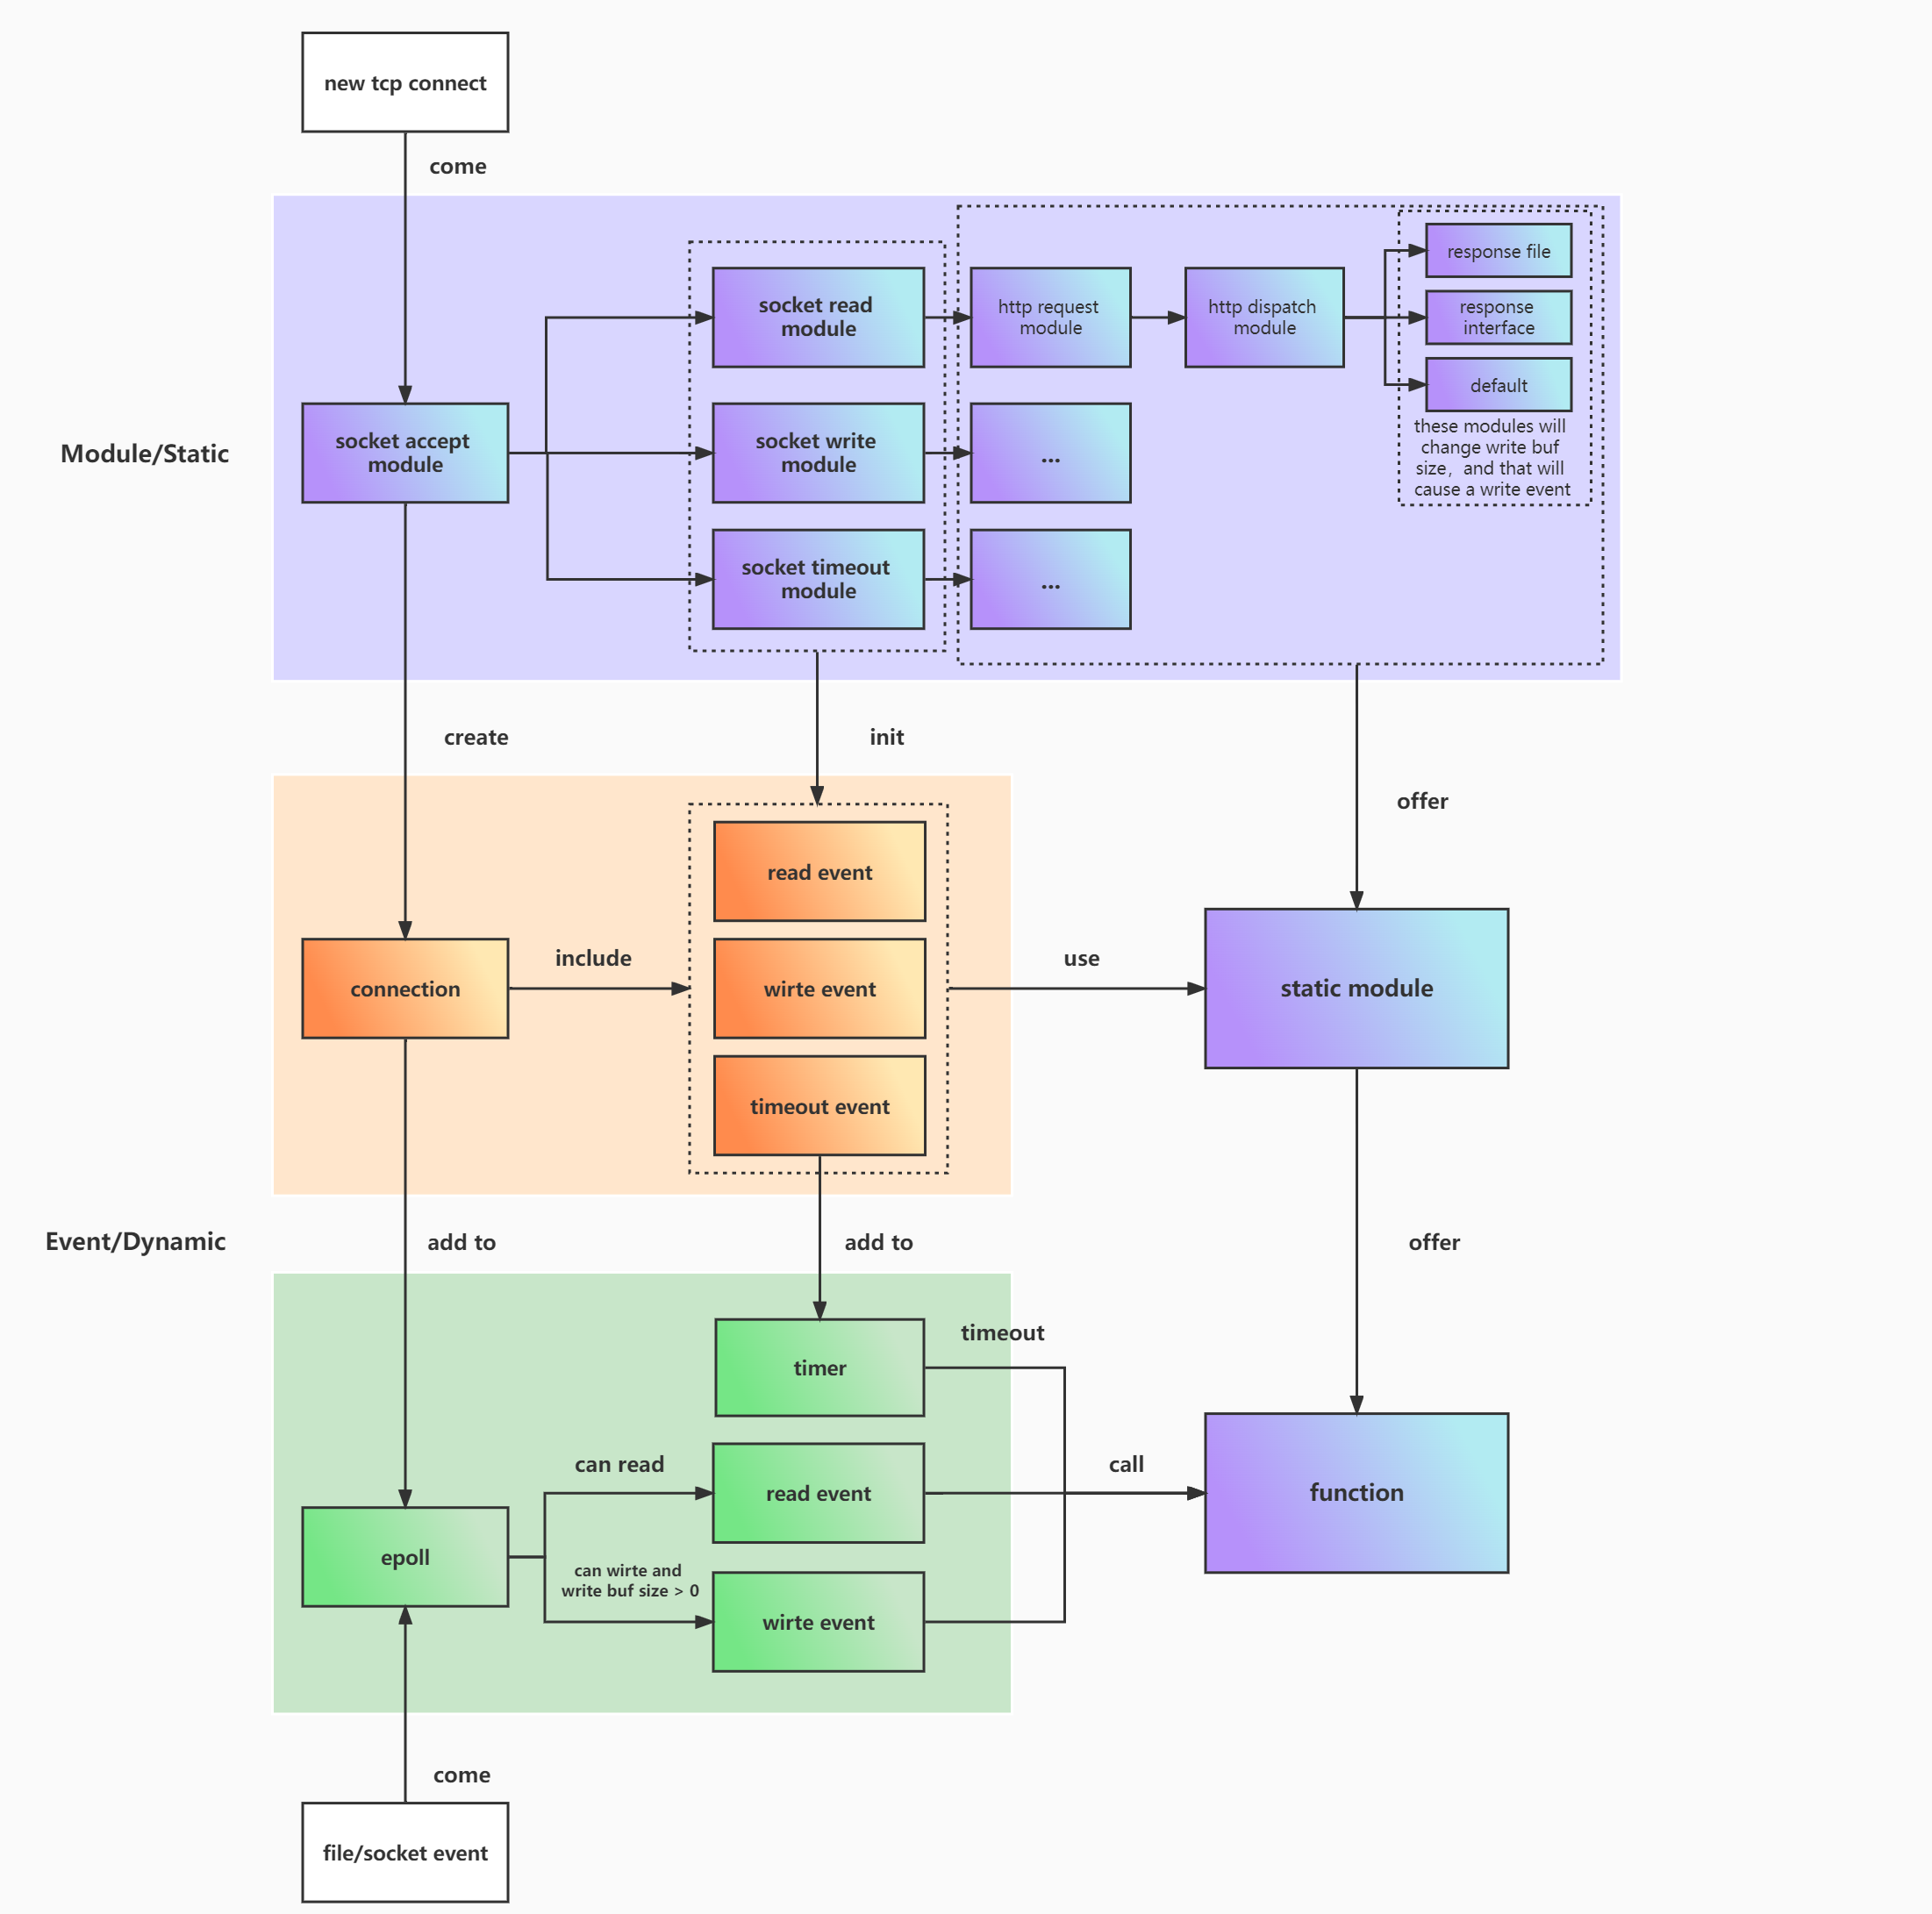 new tcp connect
come
Module/Static
socket accept
module
socket read
module
socket write
module
socket timeout
module
http request
module
...
...
http dispatch
module
response file
response
interface
default
these modules will
change write buf
size，and that will
cause a write event
create
init
offer
connection
include
read event
wirte event
timeout event
use
static module
Event/Dynamic
add to
add to
offer
timer
timeout
epoll
can read
can wirte and
write buf size > 0
read event
wirte event
call
function
come
file/socket event